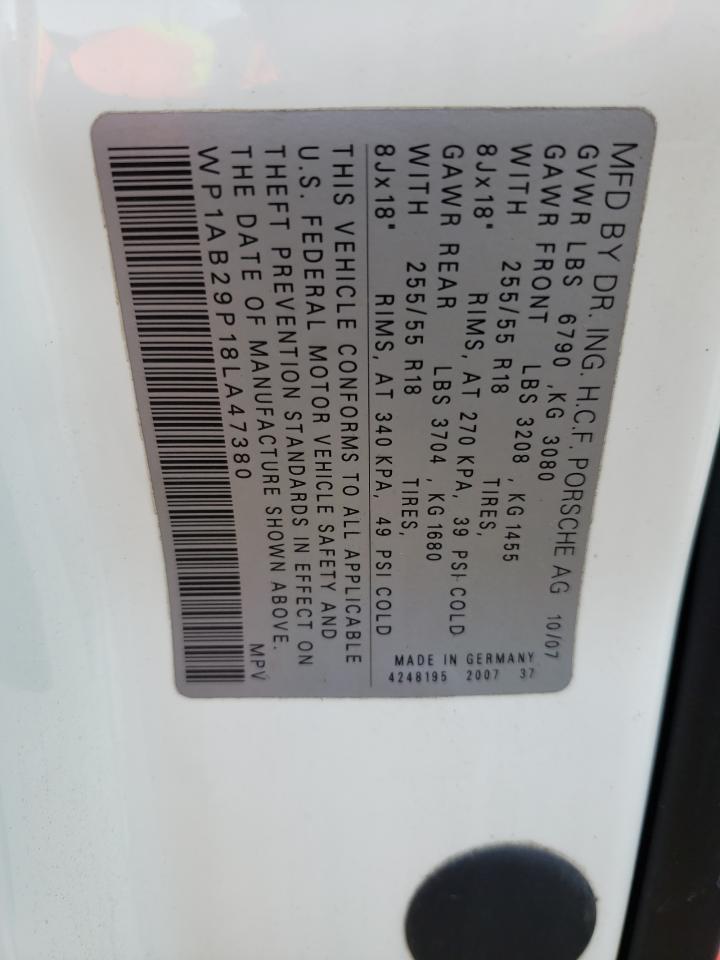 MFD BY DR. ING. H.C.F. PORSCHE AG 10/07
GVWR LBS 6790 ,KG 3080
GAWR FRONT LBS 3208 , KG1455
WITH 255/55 R18 TIRES,
8Jx18" RIMS, AT 270 KPA, 39 PSI COLD
GAWR REAR LBS 3704 , KG1680
WITH 255/55 R18 TIRES,
8Jx18" RIMS, AT 340 KPA, 49 PSI COLD
MADE IN GERMANY
4248195 2007 37
THIS VEHICLE CONFORMS TO ALL APPLICABLE
U.S. FEDERAL MOTOR VEHICLE SAFETY AND
THEFT PREVENTION STANDARDS IN EFFECT ON
THE DATE OF MANUFACTURE SHOWN ABOVE.
WP1AB29P18LA47380 MPV